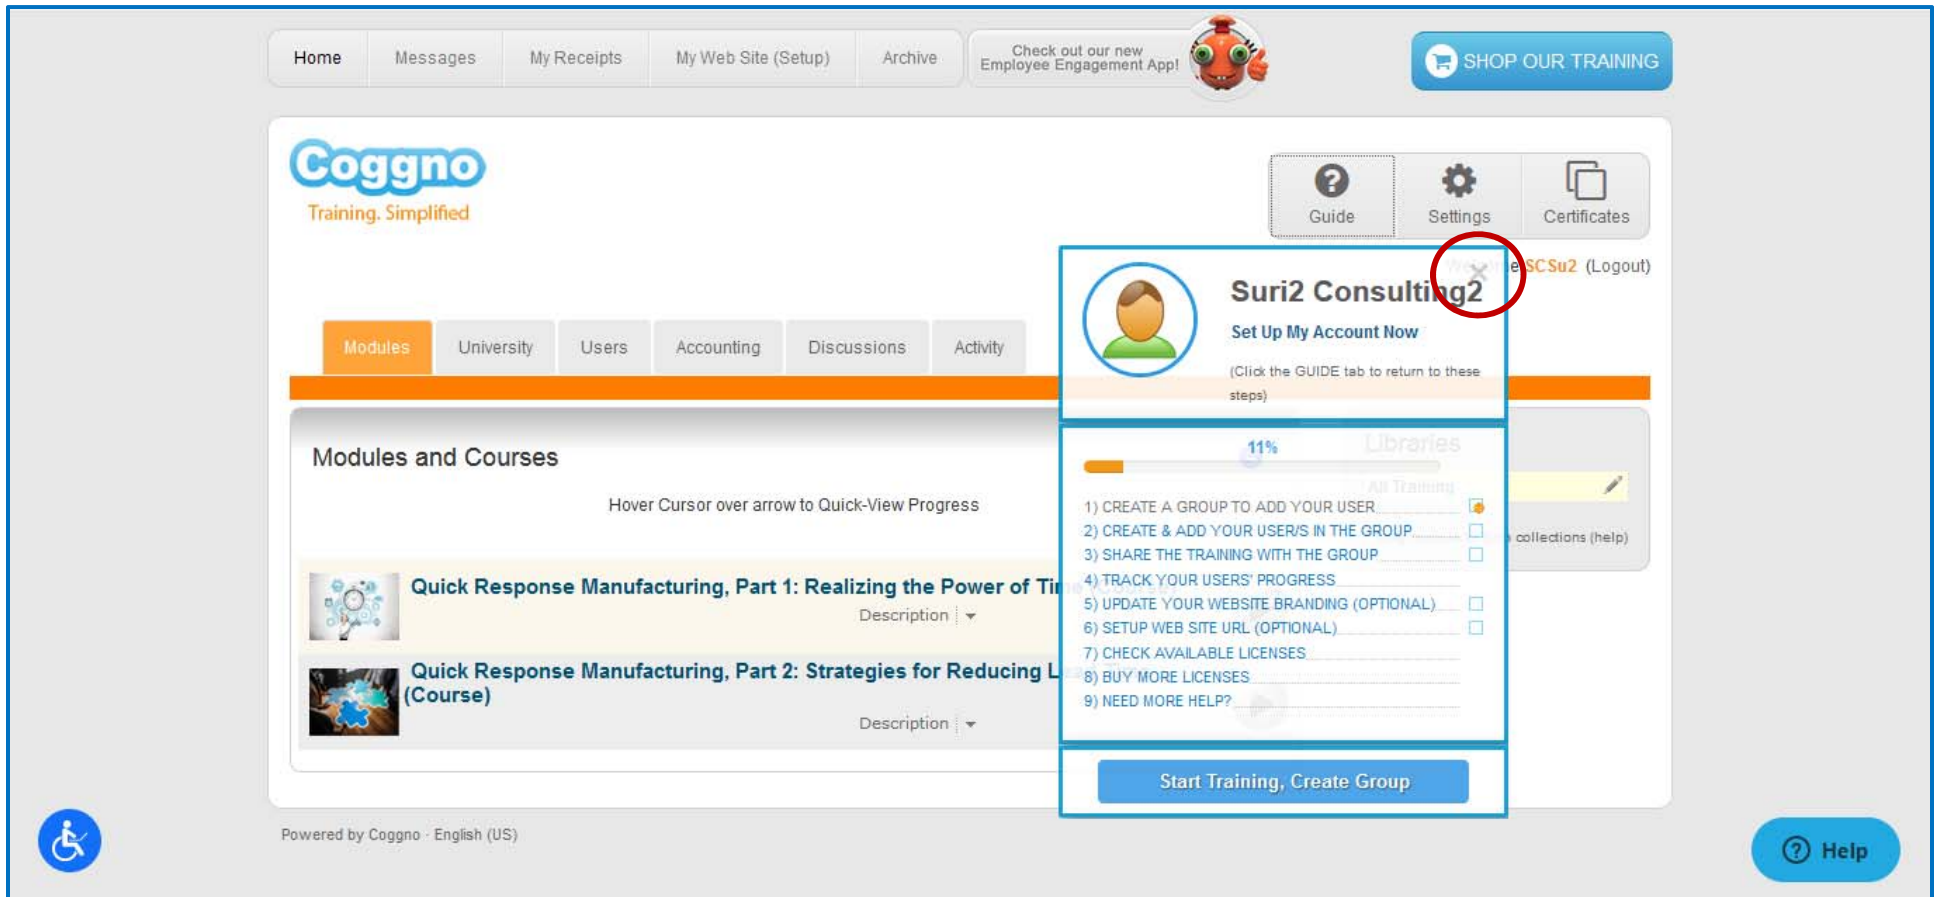 Home Messages My Receipts My Web Site (Setup) Archive
Check out our new
Employee Engagement App!
SHOP OUR TRAINING
Coggno
Training. Simplified
Guide Settings Certificates
SCSu2 (Logout)
Suri2 Consulting2
Set Up My Account Now
(Click the GUIDE tab to return to these
steps)
Modules University Users Accounting Discussions Activity
Modules and Courses
Hover Cursor over arrow to Quick-View Progress
Quick Response Manufacturing, Part 1: Realizing the Power of Time (Course)
Description
Quick Response Manufacturing, Part 2: Strategies for Reducing Lead Time
(Course)
Description
11%
Libraries
All Training
collections (help)
1) CREATE A GROUP TO ADD YOUR USER
2) CREATE & ADD YOUR USER/S IN THE GROUP
3) SHARE THE TRAINING WITH THE GROUP
4) TRACK YOUR USERS' PROGRESS
5) UPDATE YOUR WEBSITE BRANDING (OPTIONAL)
6) SETUP WEB SITE URL (OPTIONAL)
7) CHECK AVAILABLE LICENSES
8) BUY MORE LICENSES
9) NEED MORE HELP?
Start Training, Create Group
Powered by Coggno · English (US)
Help